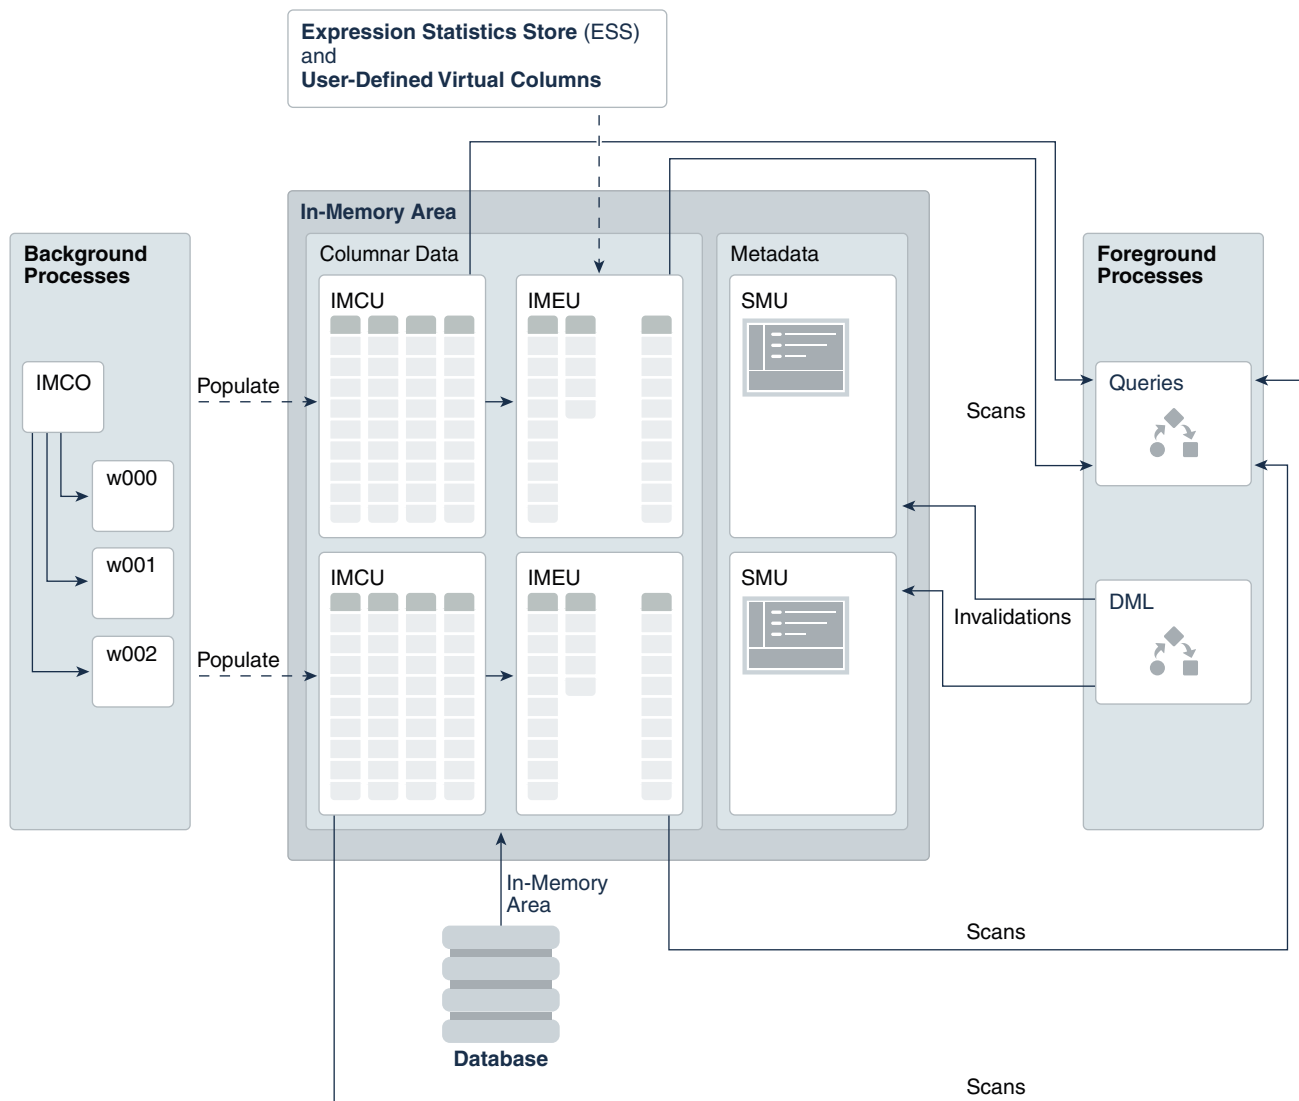 Expression Statistics Store (ESS)
and
User-Defined Virtual Columns
In-Memory Area
Background
Processes
Columnar Data
Metadata
Foreground
Processes
IMCU
IMEU
SMU
IMCO
Populate
Queries
Scans
w000
w001
IMCU
IMEU
SMU
DML
Invalidations
w002
Populate
In-Memory
Area
Scans
Database
Scans